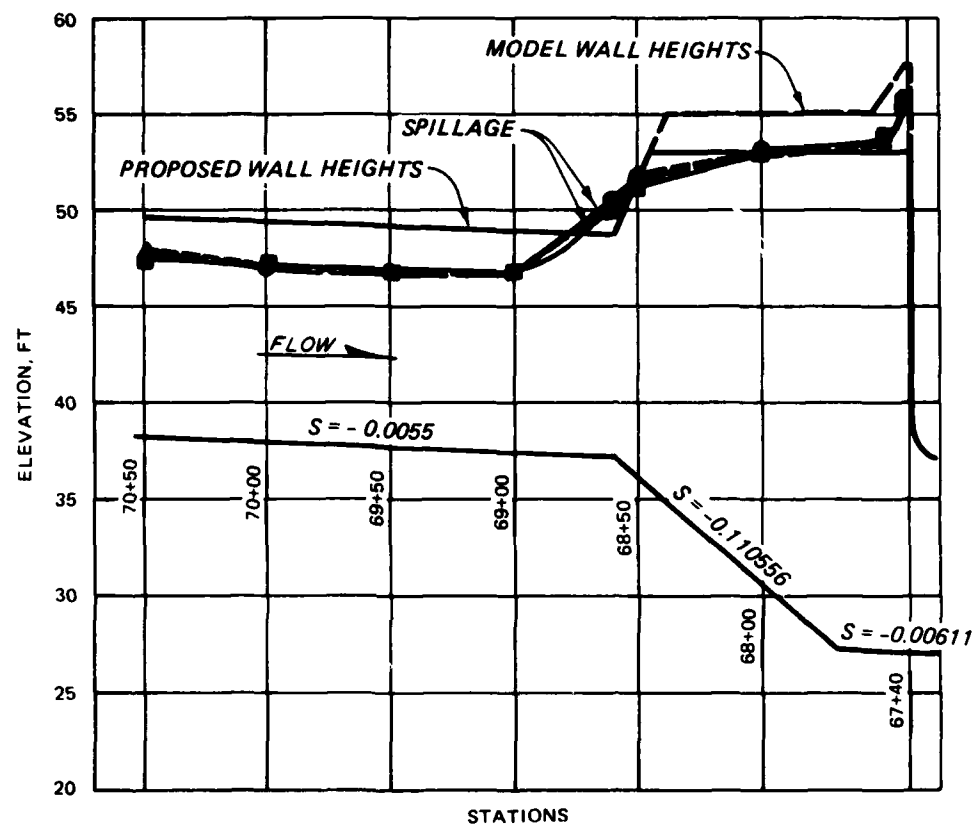 60
55
50
45
40
35
30
25
20
ELEVATION, FT
STATIONS
MODEL WALL HEIGHTS
SPILLAGE
PROPOSED WALL HEIGHTS
FLOW
S = - 0.0055
S = -0.110556
S = -0.00611
70+50
70+00
69+50
69+00
68+50
68+00
67+40